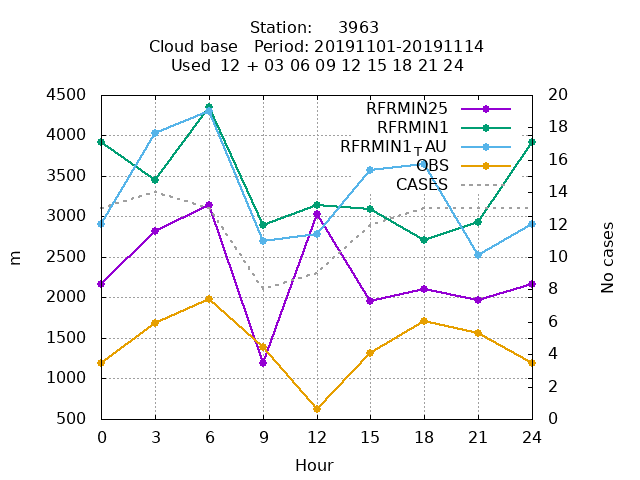 Station:     3963
Cloud base   Period: 20191101-20191114
Used  12 + 03 06 09 12 15 18 21 24
RFRMIN25
RFRMIN1
RFRMIN1_TAU
OBS
CASES
m
4500
4000
3500
3000
2500
2000
1500
1000
500
20
18
16
14
12
10
8
6
4
2
0
No cases
0 3 6 9 12 15 18 21 24
Hour